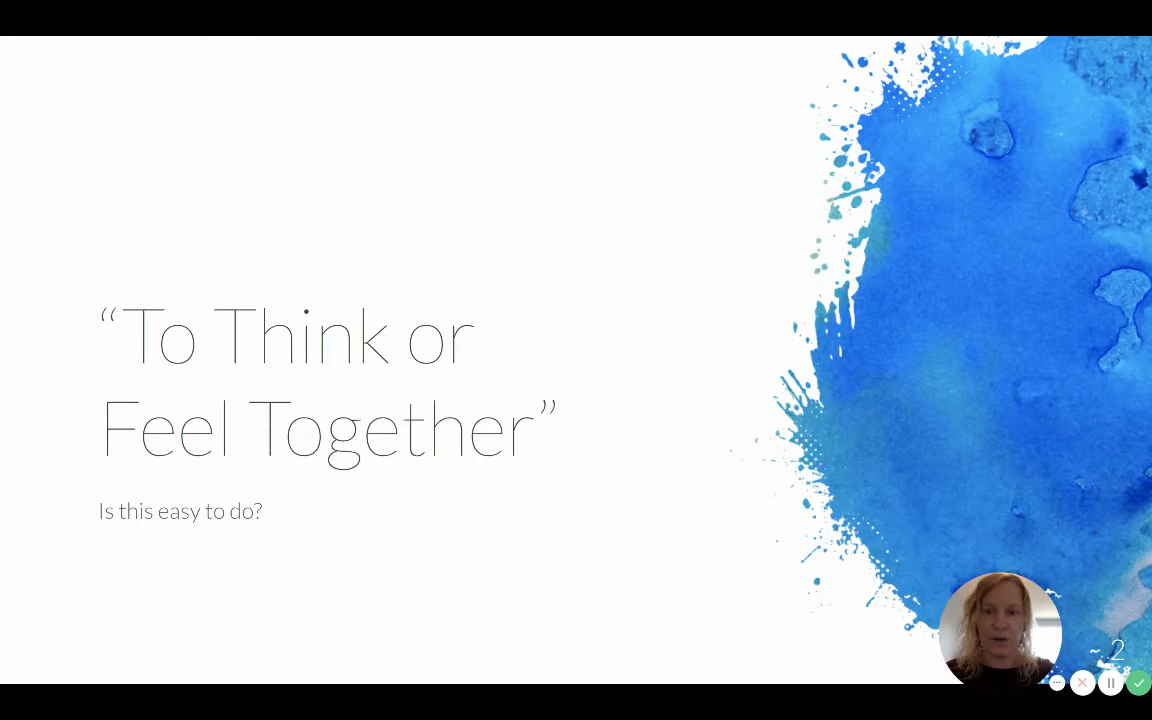 “To Think or
Feel Together”
Is this easy to do?
2